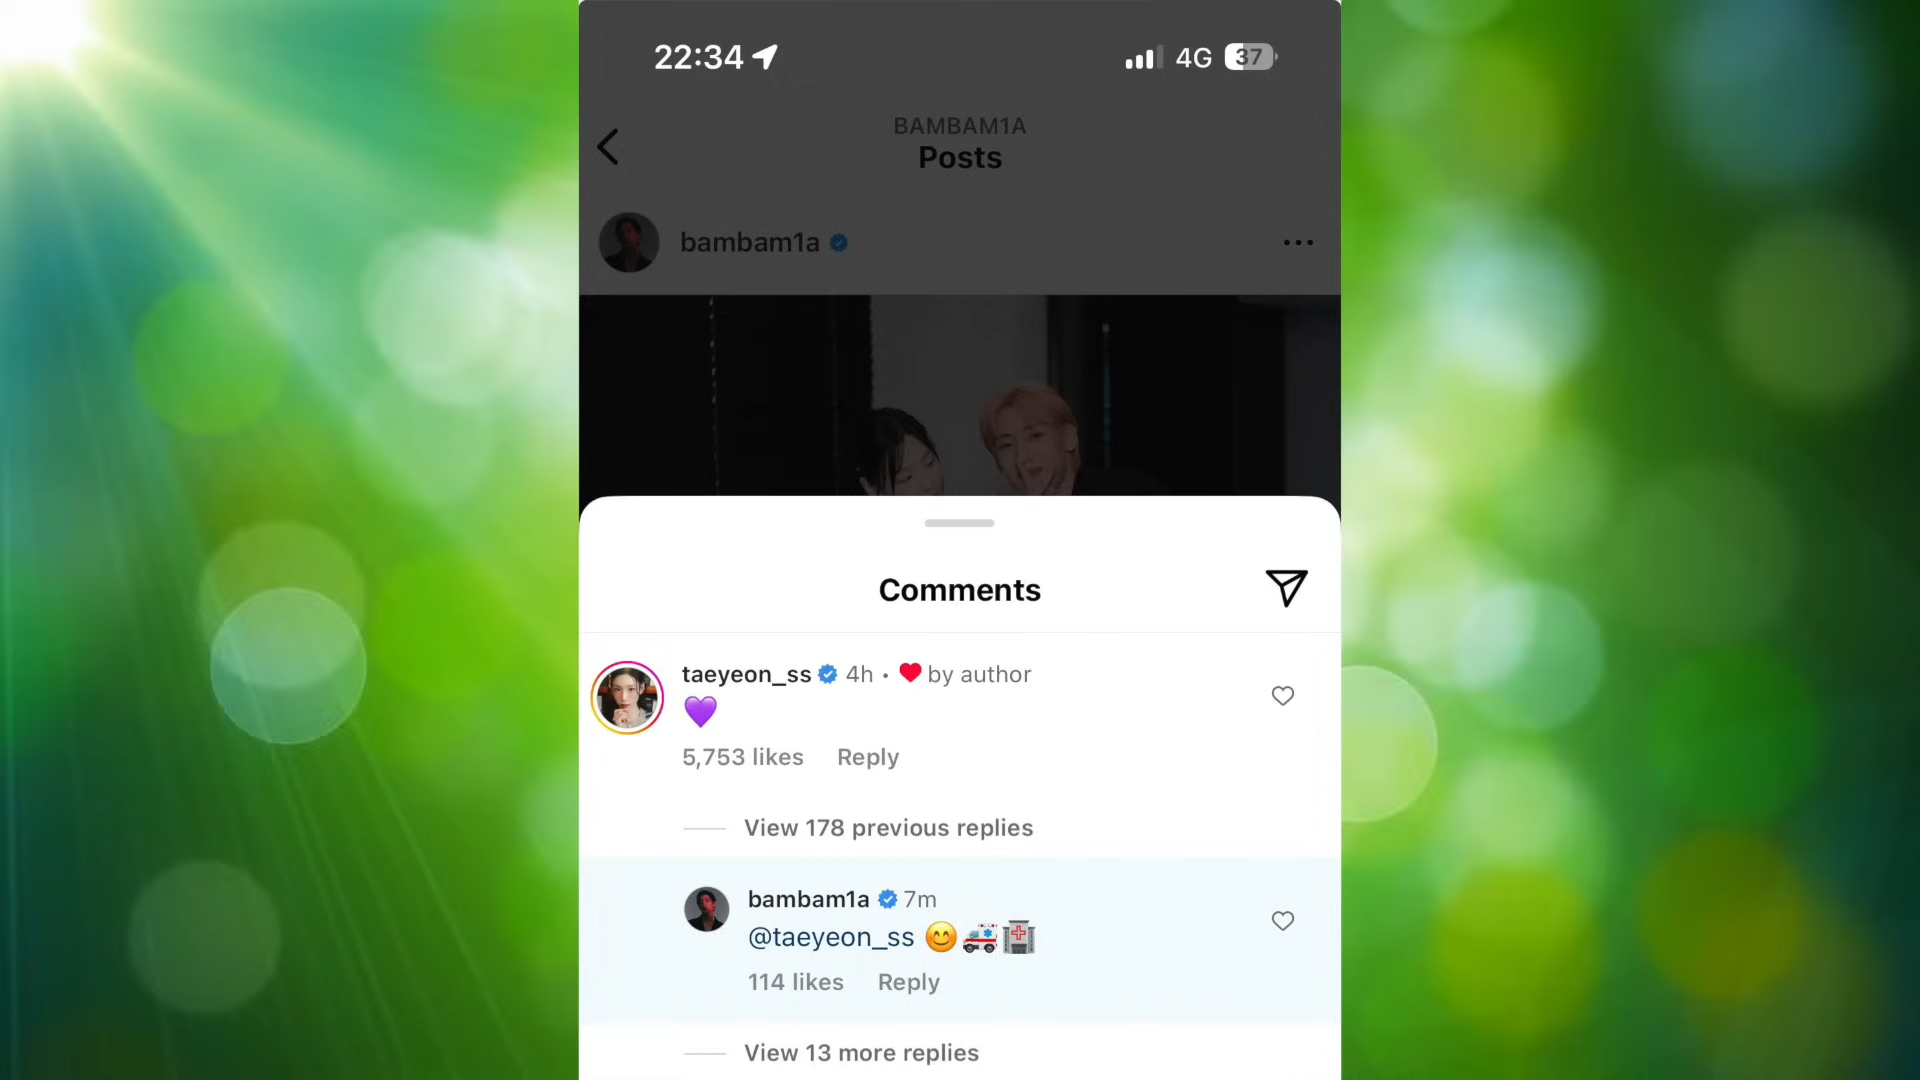 22:34 4G 37
BAMBAM1A
Posts
bambam1a
Comments
taeyeon_ss 4h • ❤️ by author
💜
5,753 likes Reply
View 178 previous replies
bambam1a 7m
@taeyeon_ss 😊🚑🏥
114 likes Reply
View 13 more replies